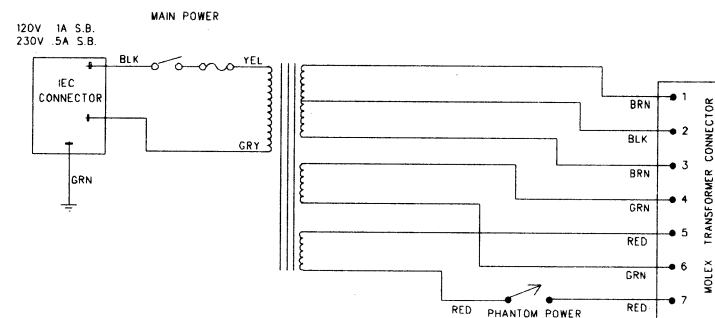 MAIN POWER
120V 1A S.B.
230V .5A S.B.
BLK
YEL
IEC
CONNECTOR
GRY
GRN
BRN
1
BLK
2
BRN
3
GRN
4
RED
5
GRN
6
RED
PHANTOM POWER
RED
7
MOLEX TRANSFORMER CONNECTOR